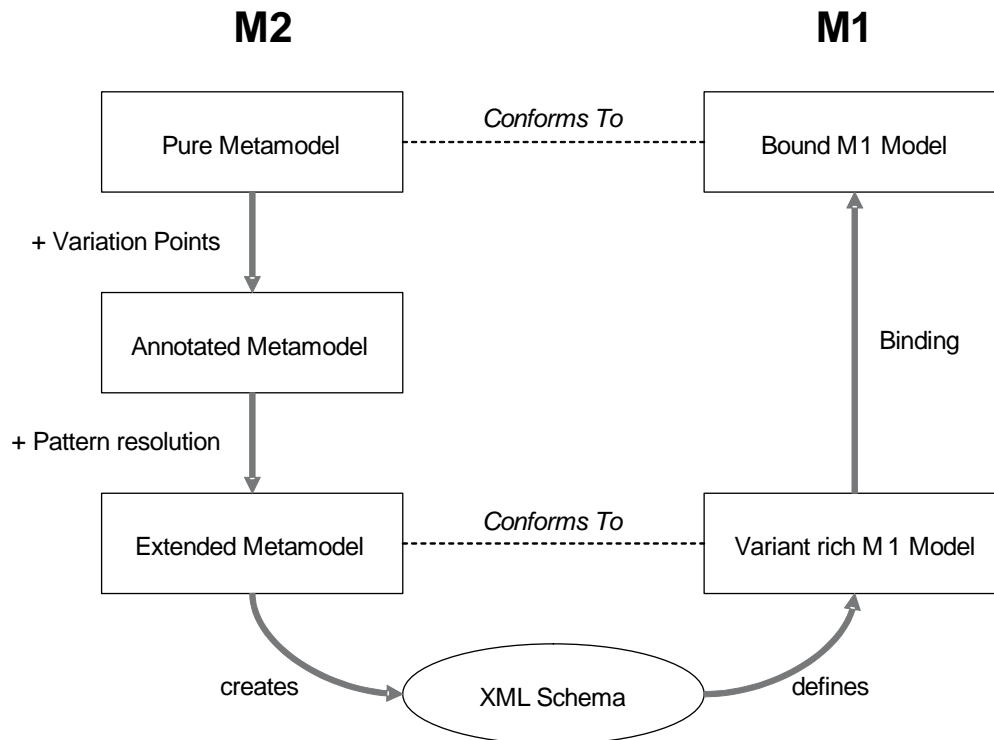 M2
M1
Pure Metamodel
Conforms To
Bound M1 Model
+ Variation Points
Annotated Metamodel
Binding
+ Pattern resolution
Extended Metamodel
Conforms To
Variant rich M1 Model
creates
XML Schema
defines